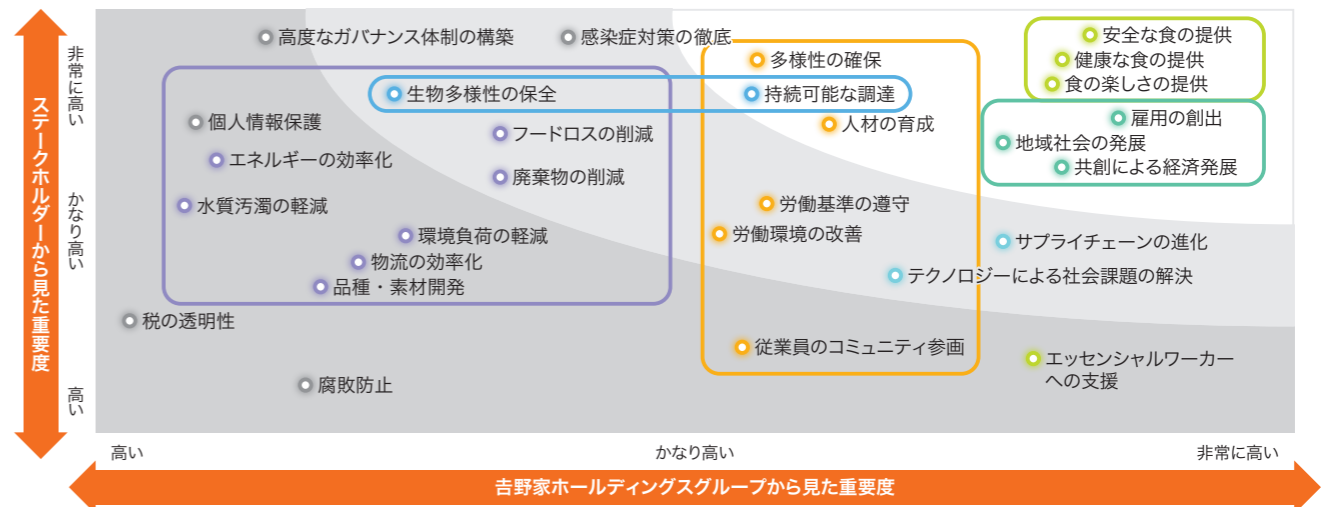 ステークホルダーから見た重要度
非常に高い
かなり高い
高い
高度なガバナンス体制の構築
感染症対策の徹底
安全な食の提供
多様性の確保
健康な食の提供
食の楽しさの提供
生物多様性の保全
持続可能な調達
個人情報保護
フードロスの削減
人材の育成
雇用の創出
地域社会の発展
エネルギーの効率化
共創による経済発展
廃棄物の削減
水質汚濁の軽減
労働基準の遵守
環境負荷の軽減
労働環境の改善
サプライチェーンの進化
物流の効率化
テクノロジーによる社会課題の解決
品種・素材開発
税の透明性
従業員のコミュニティ参画
エッセンシャルワーカー
への支援
腐敗防止
高い
かなり高い
非常に高い
吉野家ホールディングスグループから見た重要度